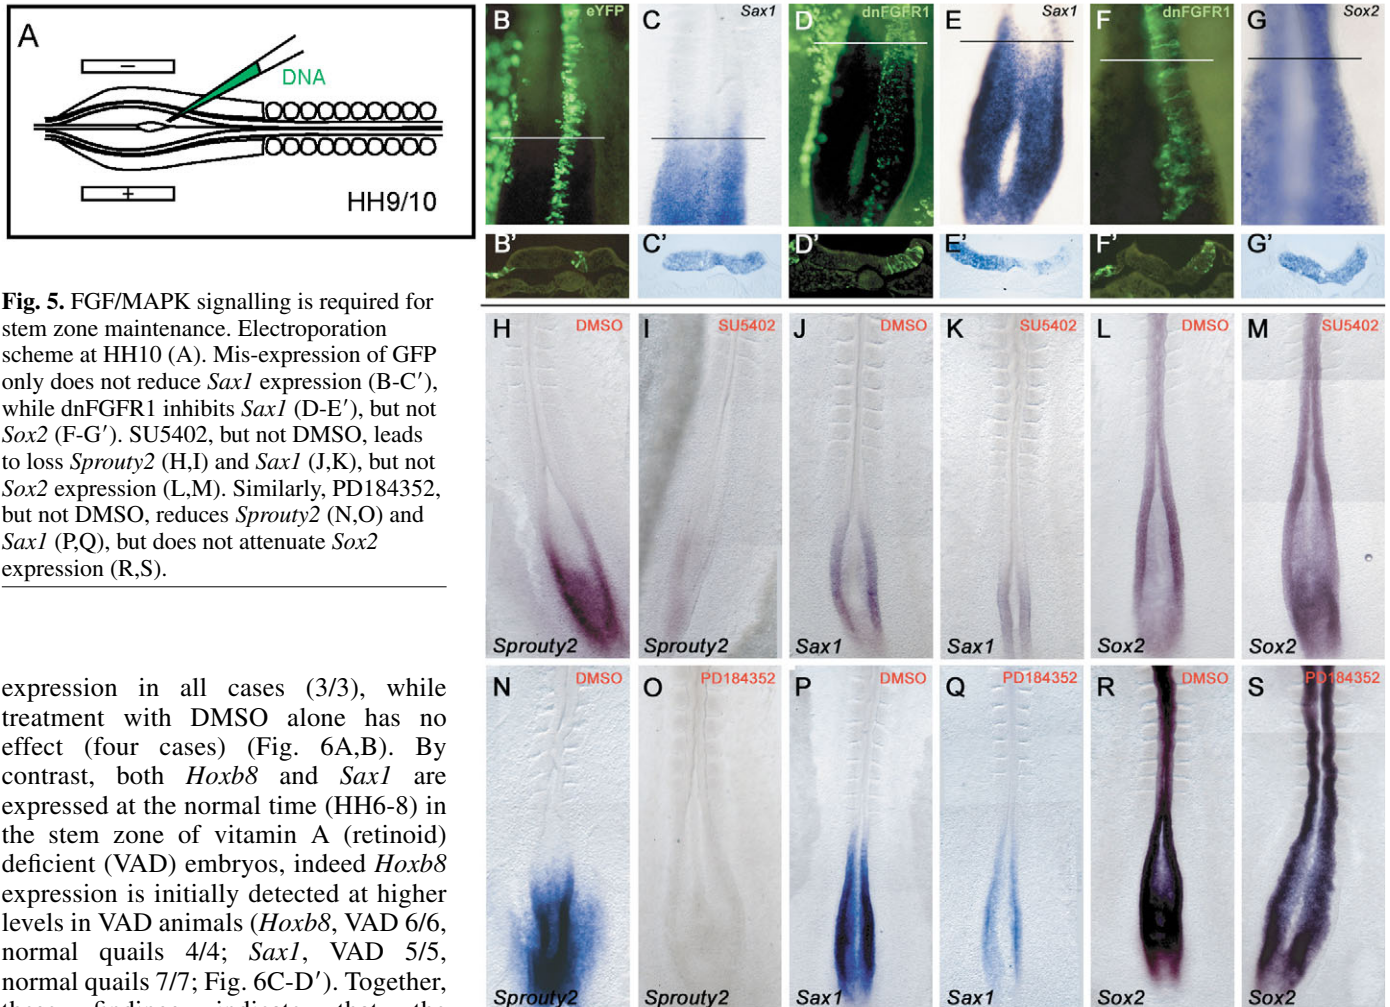 A
DNA
−
+
HH9/10
B eYFP
C Sax1
D dnFGFR1
E Sax1
F dnFGFR1
G Sox2
B′
C′
D′
E′
F′
G′
Fig. 5. FGF/MAPK signalling is required for
stem zone maintenance. Electroporation
scheme at HH10 (A). Mis-expression of GFP
only does not reduce Sax1 expression (B-C′),
while dnFGFR1 inhibits Sax1 (D-E′), but not
Sox2 (F-G′). SU5402, but not DMSO, leads
to loss Sprouty2 (H,I) and Sax1 (J,K), but not
Sox2 expression (L,M). Similarly, PD184352,
but not DMSO, reduces Sprouty2 (N,O) and
Sax1 (P,Q), but does not attenuate Sox2
expression (R,S).
H DMSO
Sprouty2
I SU5402
Sprouty2
J DMSO
Sax1
K SU5402
Sax1
L DMSO
Sox2
M SU5402
Sox2
N DMSO
Sprouty2
O PD184352
Sprouty2
P DMSO
Sax1
Q PD184352
Sax1
R DMSO
Sox2
S PD184352
Sox2
expression in all cases (3/3), while
treatment with DMSO alone has no
effect (four cases) (Fig. 6A,B). By
contrast, both Hoxb8 and Sax1 are
expressed at the normal time (HH6-8) in
the stem zone of vitamin A (retinoid)
deficient (VAD) embryos, indeed Hoxb8
expression is initially detected at higher
levels in VAD animals (Hoxb8, VAD 6/6,
normal quails 4/4; Sax1, VAD 5/5,
normal quails 7/7; Fig. 6C-D′). Together,
these findings indicate that the